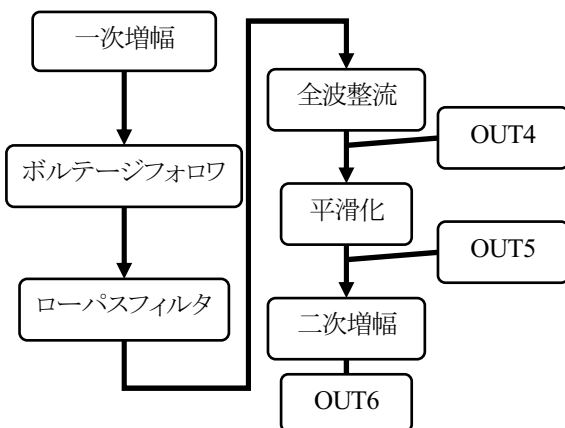 一次増幅
ボルテージフォロワ
ローパスフィルタ
全波整流
OUT4
平滑化
OUT5
二次増幅
OUT6